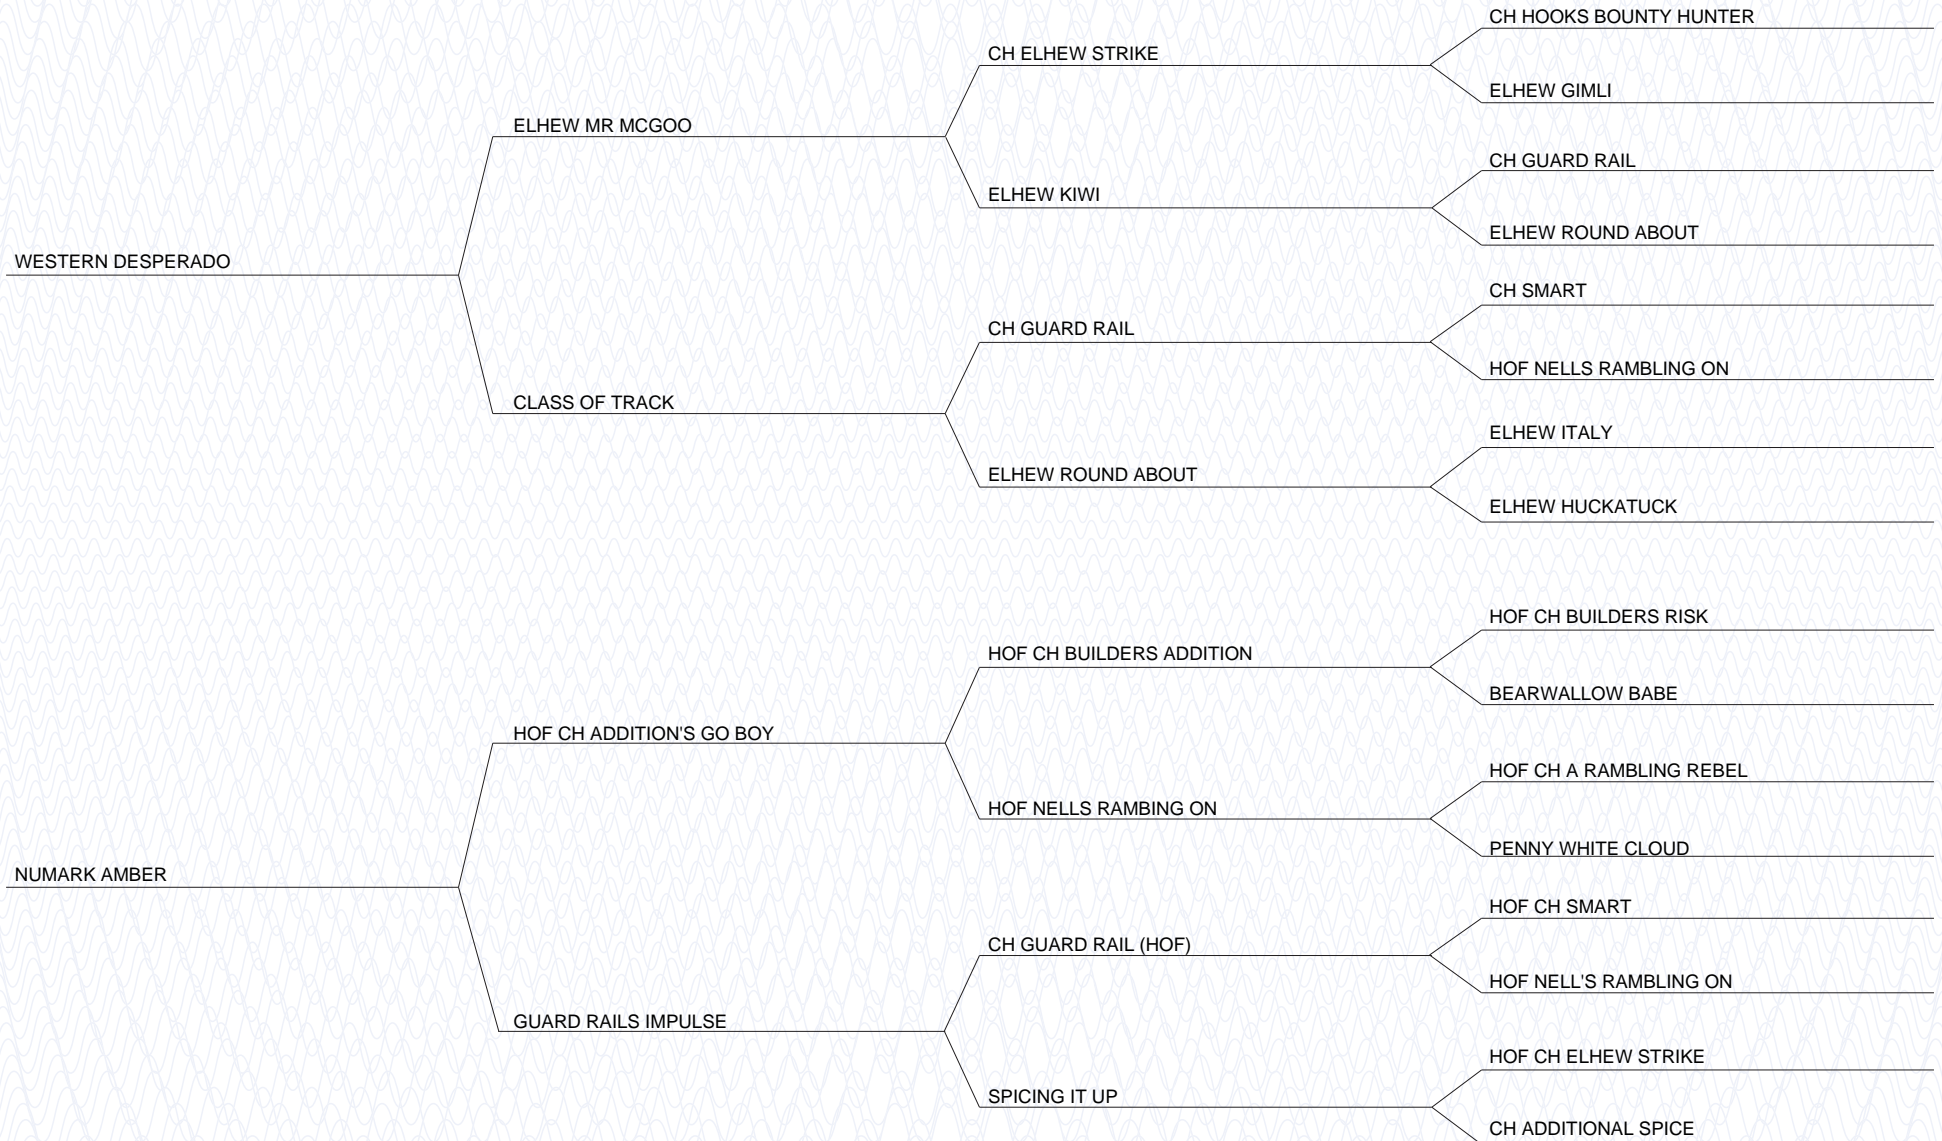 CH HOOKS BOUNTY HUNTER
CH ELHEW STRIKE
ELHEW GIMLI
ELHEW MR MCGOO
CH GUARD RAIL
ELHEW KIWI
ELHEW ROUND ABOUT
WESTERN DESPERADO
CH SMART
CH GUARD RAIL
HOF NELLS RAMBLING ON
CLASS OF TRACK
ELHEW ITALY
ELHEW ROUND ABOUT
ELHEW HUCKATUCK
HOF CH BUILDERS RISK
HOF CH BUILDERS ADDITION
BEARWALLOW BABE
HOF CH ADDITION'S GO BOY
HOF CH A RAMBLING REBEL
HOF NELLS RAMBING ON
PENNY WHITE CLOUD
NUMARK AMBER
HOF CH SMART
CH GUARD RAIL (HOF)
HOF NELL'S RAMBLING ON
GUARD RAILS IMPULSE
HOF CH ELHEW STRIKE
SPICING IT UP
CH ADDITIONAL SPICE